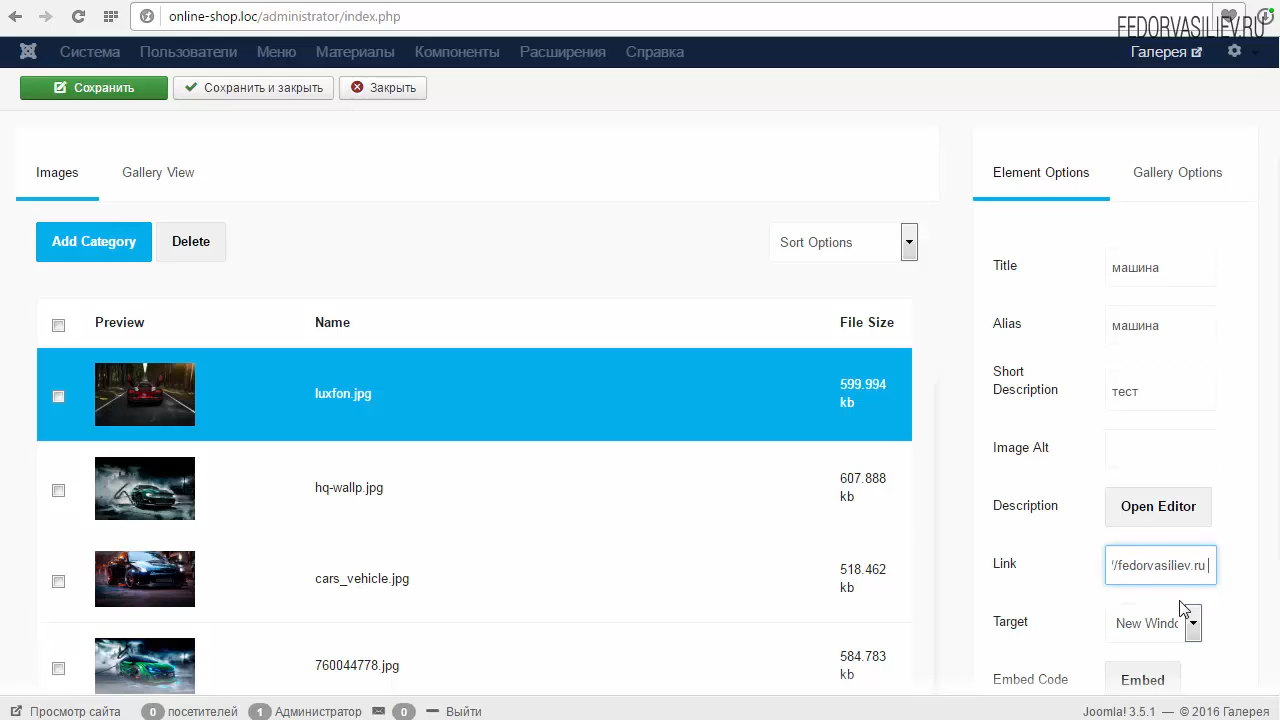 online-shop.loc/administrator/index.php
FEDORVASILIEV.RU
Система Пользователи Меню Материалы Компоненты Расширения Справка Галерея
Сохранить Сохранить и закрыть Закрыть
Images Gallery View
Element Options Gallery Options
Add Category Delete
Sort Options
Preview Name File Size
luxfon.jpg 599.994
kb
hq-wallp.jpg 607.888
kb
cars_vehicle.jpg 518.462
kb
760044778.jpg 584.783
kb
Title машина
Alias машина
Short
Description тест
Image Alt
Description Open Editor
Link //fedorvasiliev.ru
Target New Windo
Embed Code Embed
Просмотр сайта 0 посетителей 1 Администратор 0 Выйти
Joomla! 3.5.1 — © 2016 Галерея